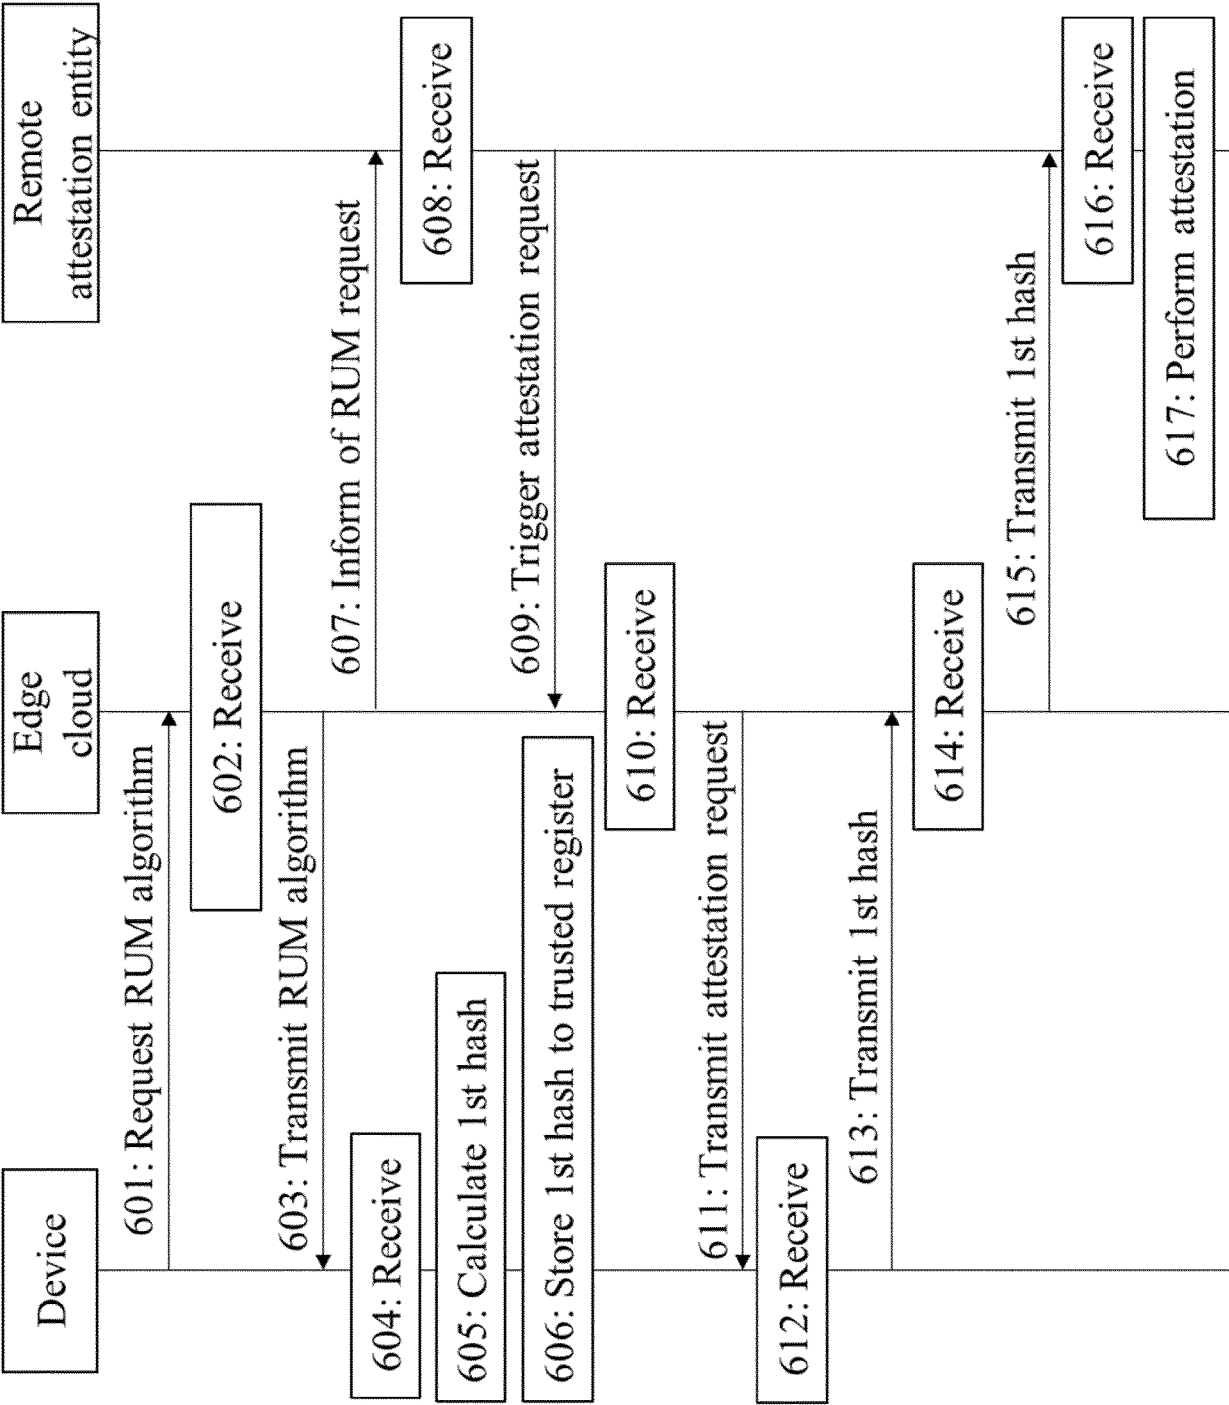 Device
Edge
cloud
Remote
attestation entity
601: Request RUM algorithm
602: Receive
603: Transmit RUM algorithm
604: Receive
605: Calculate 1st hash
606: Store 1st hash to trusted register
607: Inform of RUM request
608: Receive
609: Trigger attestation request
610: Receive
611: Transmit attestation request
612: Receive
613: Transmit 1st hash
614: Receive
615: Transmit 1st hash
616: Receive
617: Perform attestation